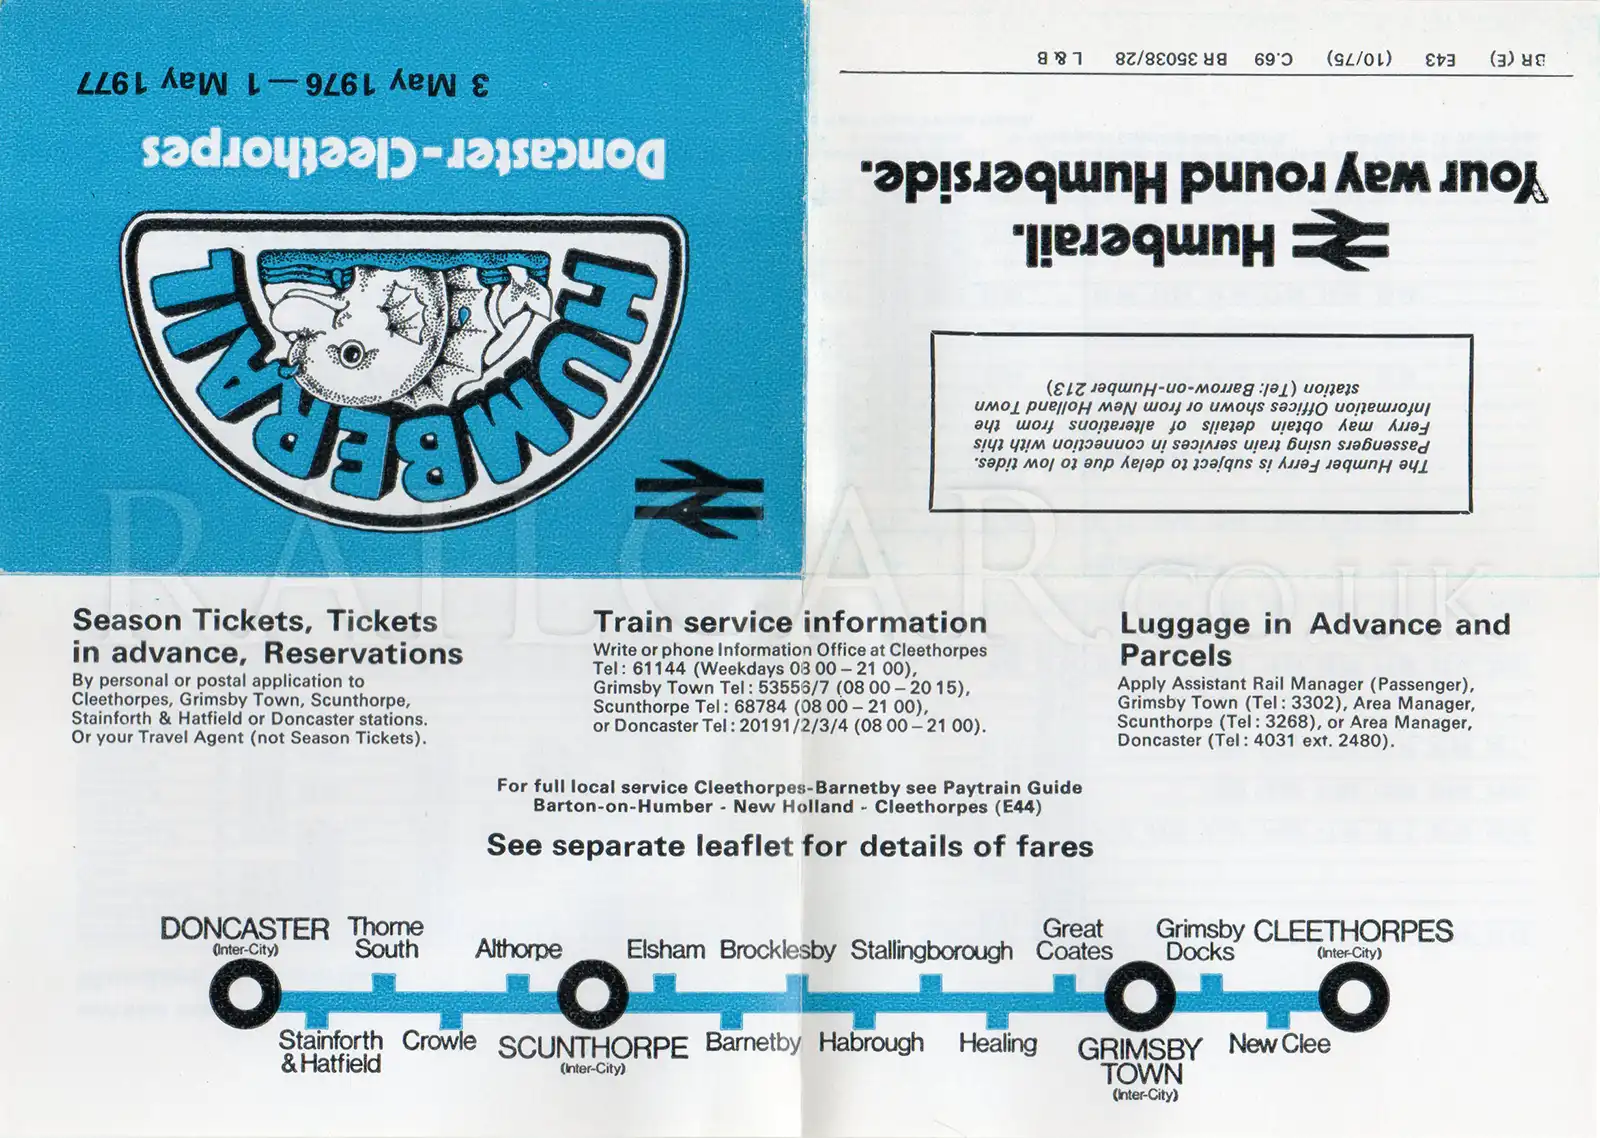 Doncaster-Cleethorpes
3 May 1976—1 May 1977
HUMBERAIL
The Humber Ferry is subject to delay due to low tides.
Passengers using train services in connection with this
Ferry may obtain details of alterations from the
Information Offices shown or from New Holland Town
station (Tel: Barrow-on-Humber 213)
Humberail.
Your way round Humberside.
BR (E) E43 (10/75) C.69 BR 35038/28 L & B
RAILCAR.CO.UK
Season Tickets, Tickets
in advance, Reservations
By personal or postal application to
Cleethorpes, Grimsby Town, Scunthorpe,
Stainforth & Hatfield or Doncaster stations.
Or your Travel Agent (not Season Tickets).
Train service information
Write or phone Information Office at Cleethorpes
Tel: 61144 (Weekdays 08 00 – 21 00),
Grimsby Town Tel: 53556/7 (08 00 – 20 15),
Scunthorpe Tel: 68784 (08 00 – 21 00),
or Doncaster Tel: 20191/2/3/4 (08 00 – 21 00).
Luggage in Advance and
Parcels
Apply Assistant Rail Manager (Passenger),
Grimsby Town (Tel: 3302), Area Manager,
Scunthorpe (Tel: 3268), or Area Manager,
Doncaster (Tel: 4031 ext. 2480).
For full local service Cleethorpes-Barnetby see Paytrain Guide
Barton-on-Humber - New Holland - Cleethorpes (E44)
See separate leaflet for details of fares
DONCASTER
(Inter-City)
Stainforth
& Hatfield
Thorne
South
Crowle
Althorpe
SCUNTHORPE
(Inter-City)
Elsham
Barnetby
Brocklesby
Habrough
Stallingborough
Healing
Great
Coates
GRIMSBY
TOWN
(Inter-City)
Grimsby
Docks
New Clee
CLEETHORPES
(Inter-City)